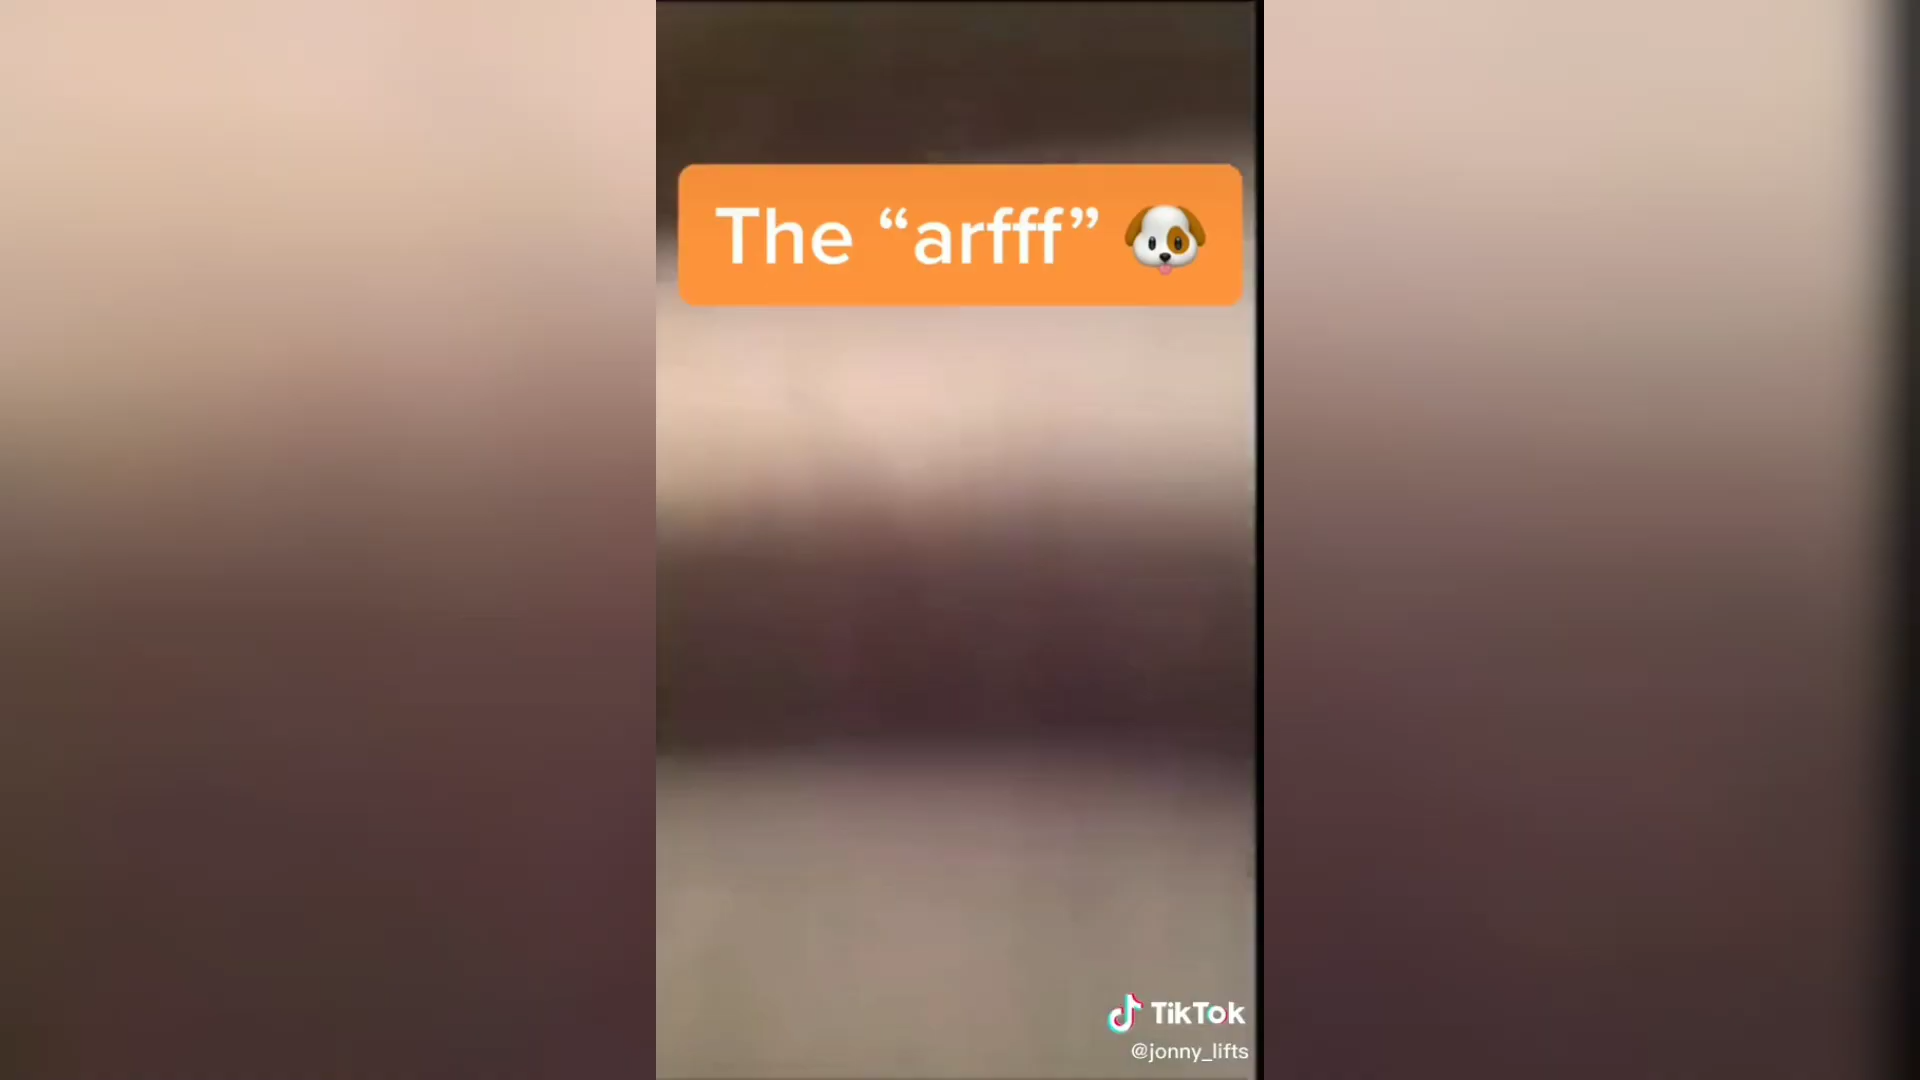 The “arfff” 🐶
TikTok
@jonny_lifts